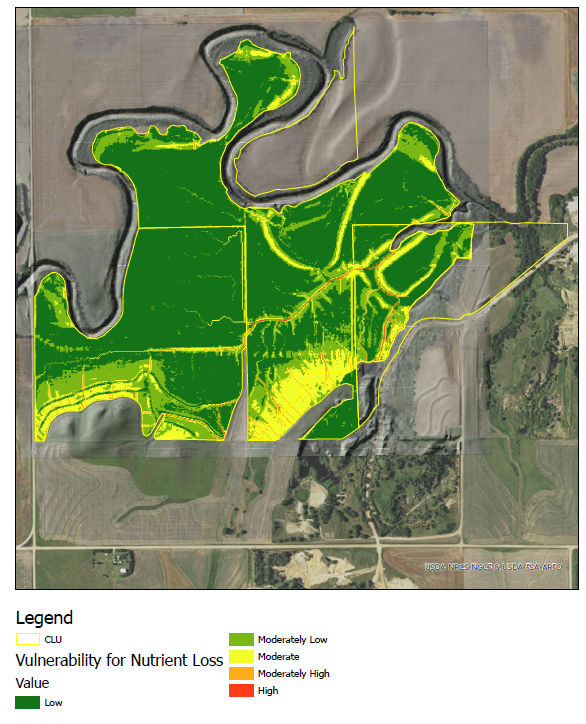 USDA, NRCS-NGCE & USDA-FSA-APFO
Legend
CLU
Vulnerability for Nutrient Loss
Value
Low
Moderately Low
Moderate
Moderately High
High